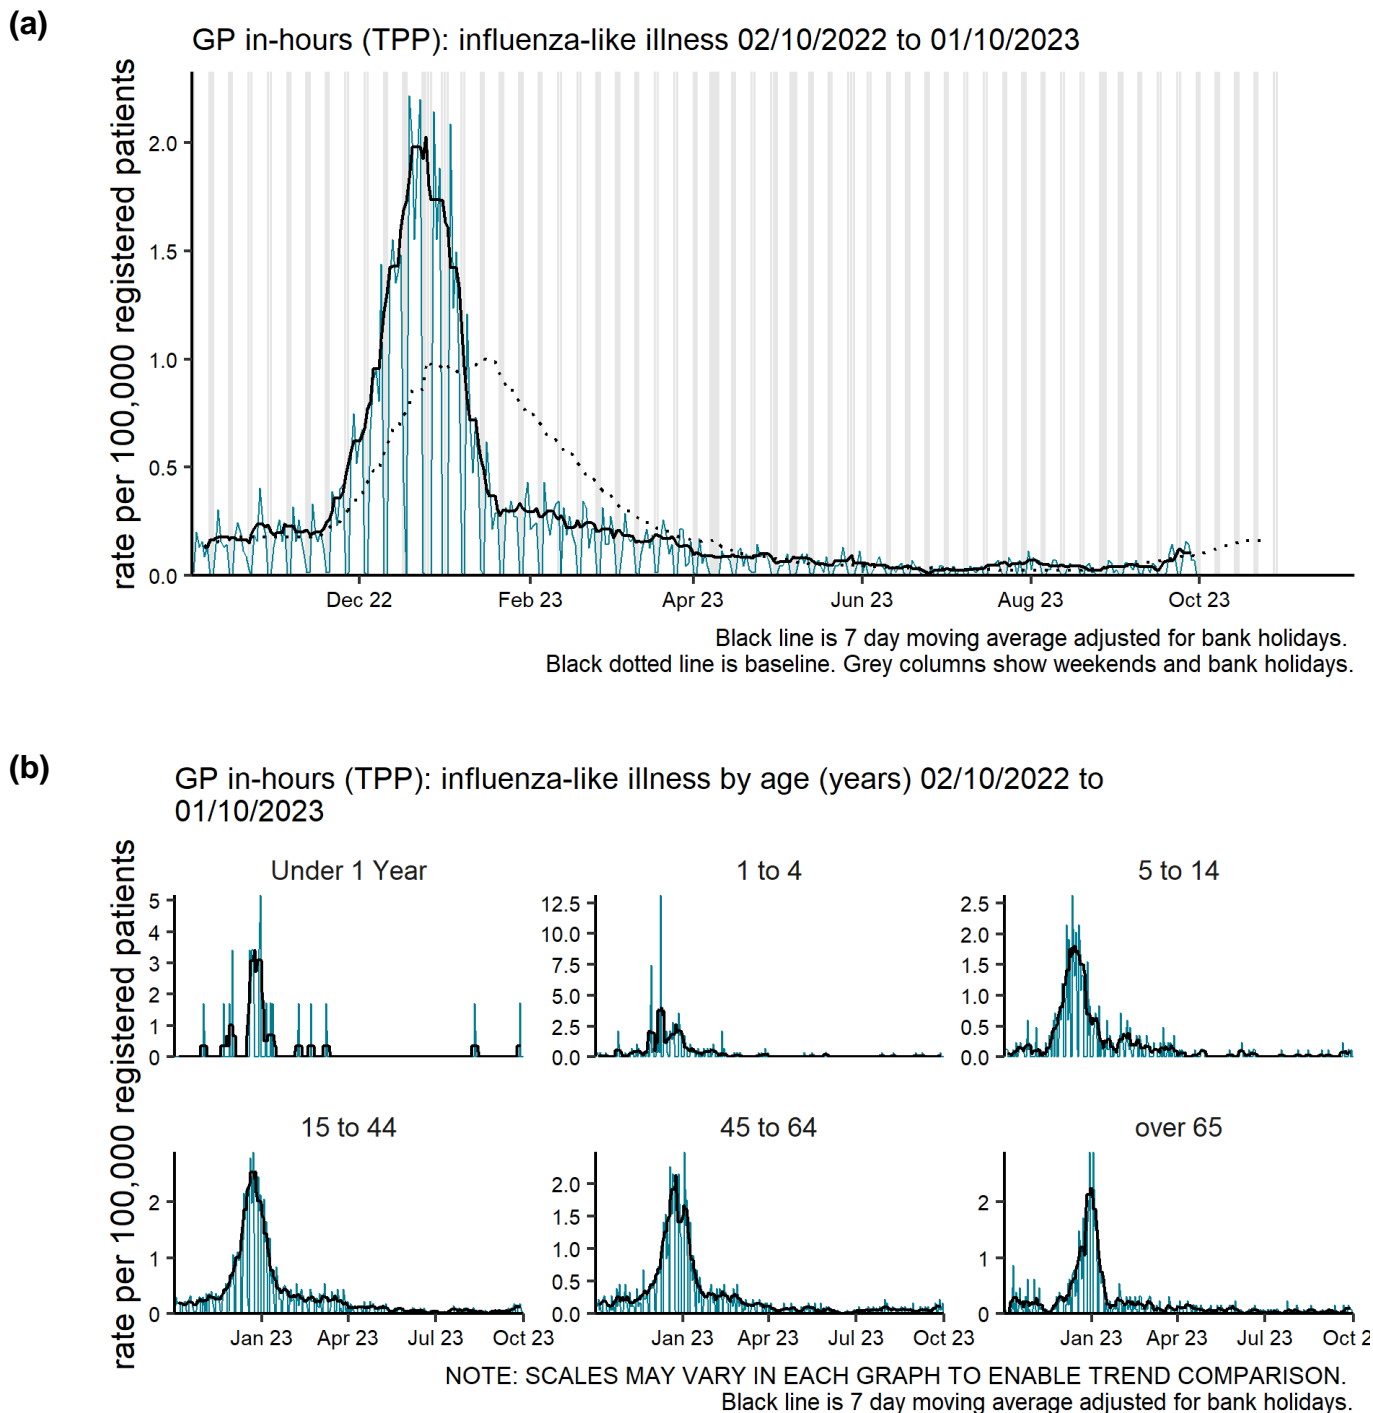 (a)
GP in-hours (TPP): influenza-like illness 02/10/2022 to 01/10/2023
rate per 100,000 registered patients
2.0
1.5
1.0
0.5
0.0
Dec 22 Feb 23 Apr 23 Jun 23 Aug 23 Oct 23
Black line is 7 day moving average adjusted for bank holidays.
Black dotted line is baseline. Grey columns show weekends and bank holidays.
(b)
GP in-hours (TPP): influenza-like illness by age (years) 02/10/2022 to
01/10/2023
rate per 100,000 registered patients
Under 1 Year
5
4
3
2
1
0
1 to 4
12.5
10.0
7.5
5.0
2.5
0.0
5 to 14
2.5
2.0
1.5
1.0
0.5
0.0
15 to 44
2
1
0
Jan 23 Apr 23 Jul 23 Oct 23
45 to 64
2.0
1.5
1.0
0.5
0.0
Jan 23 Apr 23 Jul 23 Oct 23
over 65
2
1
0
Jan 23 Apr 23 Jul 23 Oct 2
NOTE: SCALES MAY VARY IN EACH GRAPH TO ENABLE TREND COMPARISON.
Black line is 7 day moving average adjusted for bank holidays.